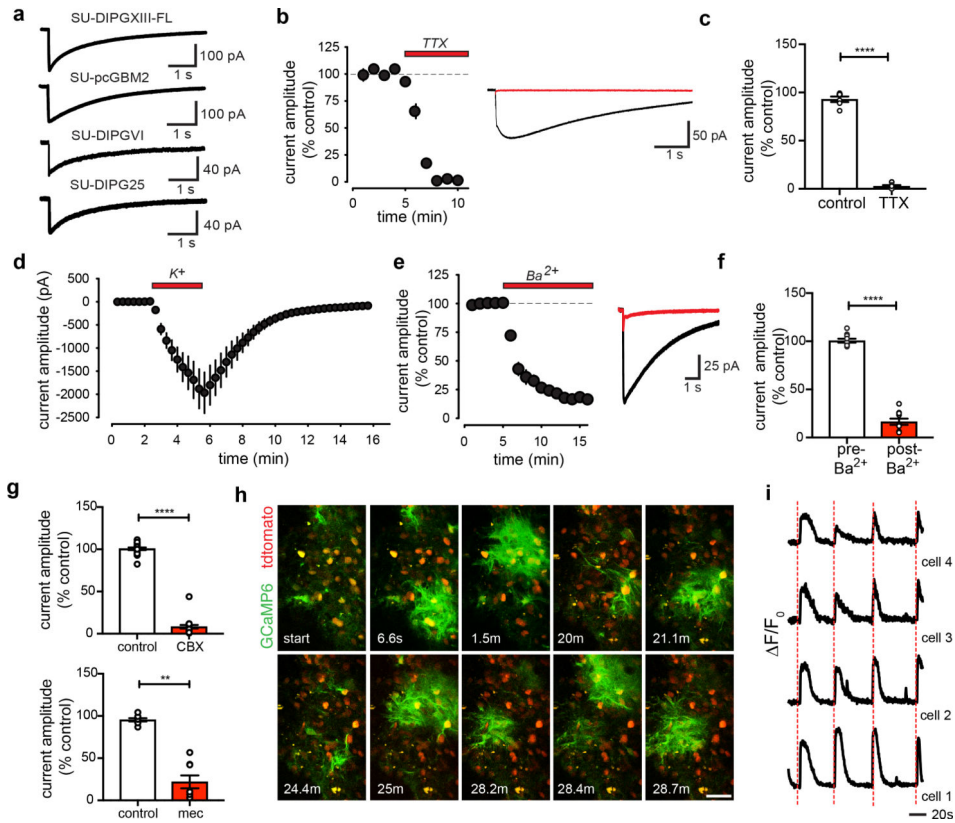 a
SU-DIPGXIII-FL
100 pA
1 s
SU-pcGBM2
100 pA
1 s
SU-DIPGVI
40 pA
1 s
SU-DIPG25
40 pA
1 s
b
TTX
current amplitude
(% control)
125
100
75
50
25
0
0
5
10
time (min)
50 pA
1 s
c
****
current amplitude
(% control)
150
100
50
0
control
TTX
d
K+
current amplitude (pA)
0
-500
-1000
-1500
-2000
-2500
0
2
4
6
8
10
12
14
16
time (min)
e
Ba2+
current amplitude
(% control)
125
100
75
50
25
0
0
5
10
15
time (min)
25 pA
1 s
f
****
current amplitude
(% control)
150
100
50
0
pre-
Ba2+
post-
Ba2+
g
****
current amplitude
(% control)
150
100
50
0
control
CBX
**
current amplitude
(% control)
150
100
50
0
control
mec
h
GCaMP6 tdtomato
start
6.6s
1.5m
20m
21.1m
24.4m
25m
28.2m
28.4m
28.7m
i
ΔF/F0
cell 4
cell 3
cell 2
cell 1
20s